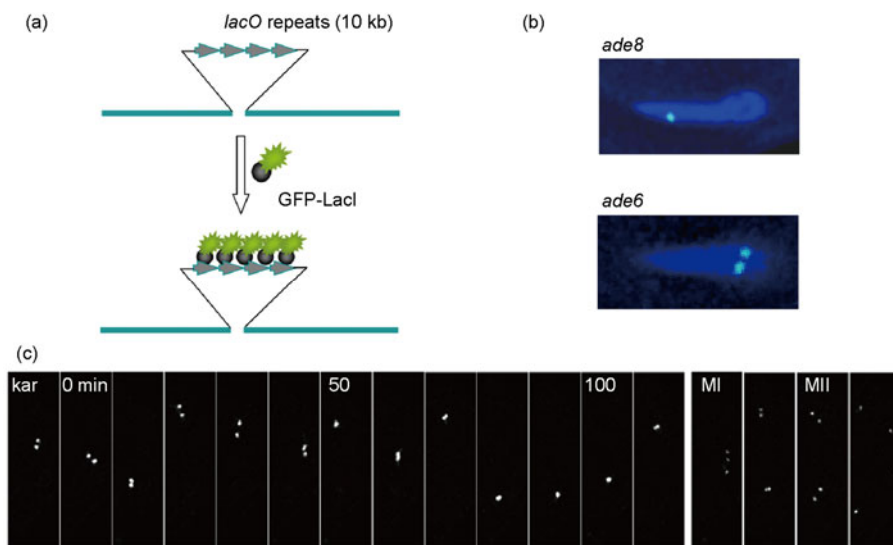 (a)
lacO repeats (10 kb)
GFP-LacI
(b)
ade8
ade6
(c)
kar 0 min 50 100 MI MII